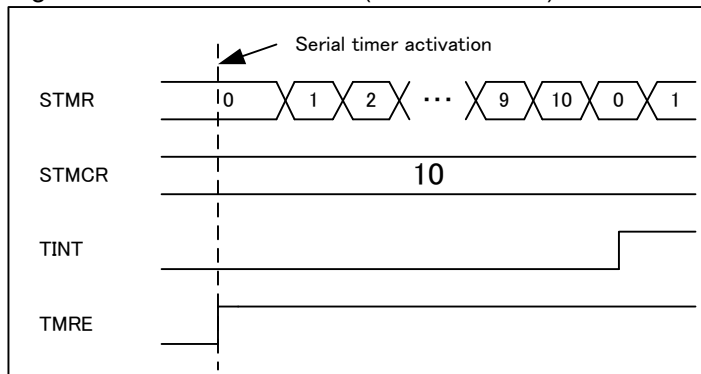 Serial timer activation
STMR 0 1 2 ··· 9 10 0 1
STMCR 10
TINT
TMRE